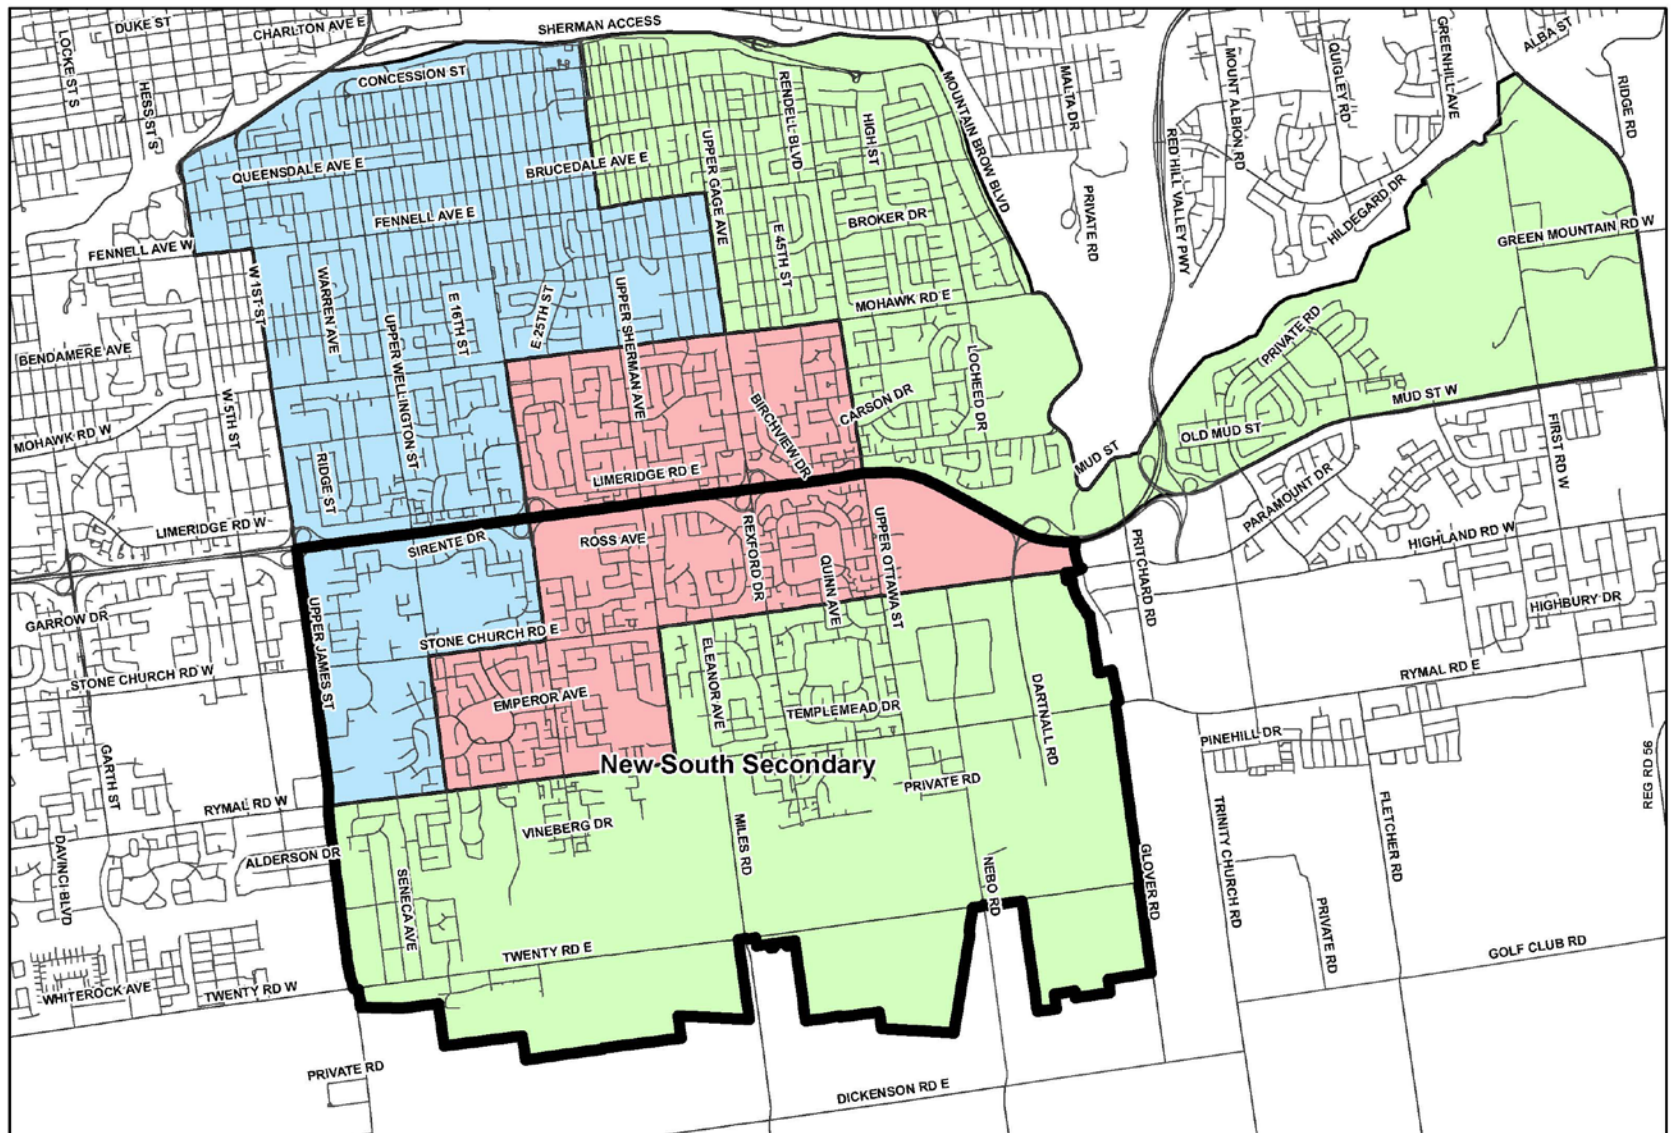 DUKE ST
CHARLTON AVE E
SHERMAN ACCESS
ALBA ST
LOCKE ST S
HESS ST S
CONCESSION ST
RENDELL BLVD
HIGH ST
MOUNTAIN BROW BLVD
MALTA DR
MOUNT ALBION RD
QUIGLEY RD
GREENHILL AVE
RIDGE RD
QUEENSDALE AVE E
BRUCEDALE AVE E
UPPER GAGE AVE
RED HILL VALLEY PWY
PRIVATE RD
HILDEGARD DR
FENNELL AVE E
BROKER DR
GREEN MOUNTAIN RD W
FENNELL AVE W
W 1ST ST
WARREN AVE
E 16TH ST
E 25TH ST
UPPER SHERMAN AVE
E 45TH ST
MOHAWK RD E
PRIVATE RD
BENDAMERE AVE
UPPER WELLINGTON ST
LOCHEED DR
W 5TH ST
BIRCHVIEW DR
CARSON DR
MUD ST W
MOHAWK RD W
OLD MUD ST
FIRST RD W
RIDGE ST
LIMERIDGE RD E
MUD ST
PARAMOUNT DR
LIMERIDGE RD W
SIRENTE DR
ROSS AVE
REXFORD DR
QUINN AVE
UPPER OTTAWA ST
PRITCHARD RD
HIGHLAND RD W
GARROW DR
UPPER JAMES ST
STONE CHURCH RD E
HIGHBURY DR
STONE CHURCH RD W
EMPEROR AVE
ELEANOR AVE
TEMPLEMEAD DR
DARTNALL RD
RYMAL RD E
PINEHILL DR
New South Secondary
PRIVATE RD
GARTH ST
REG RD 56
RYMAL RD W
VINEBERG DR
MILES RD
TRINITY CHURCH RD
FLETCHER RD
ALDERSON DR
DAVINCI BLVD
SENECA AVE
NEBO RD
GLOVER RD
PRIVATE RD
TWENTY RD E
GOLF CLUB RD
WHITEROCK AVE
TWENTY RD W
PRIVATE RD
DICKENSON RD E